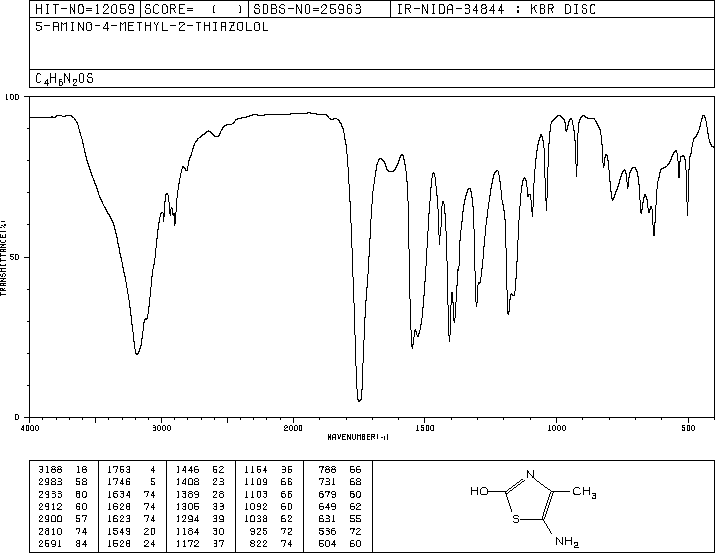 HIT-NO=12059 SCORE= ( ) SDBS-NO=25963 IR-NIDA-34844 : KBR DISC
5-AMINO-4-METHYL-2-THIAZOLOL
C4H6N2OS
100
50
0
TRANSMITTANCE(%)
4000 3000 2000 1500 1000 500
WAVENUMBER(-1)
3188 18 1753 4 1446 52 1154 36 788 66
2983 58 1746 5 1408 23 1109 66 731 68
2933 60 1634 74 1389 28 1103 66 679 60
2912 60 1628 74 1305 33 1092 60 649 62
2900 57 1623 74 1294 39 1038 62 631 55
2810 74 1549 20 1184 30 925 72 536 72
2591 84 1528 24 1172 37 822 74 504 60
HO N CH3
S
NH2